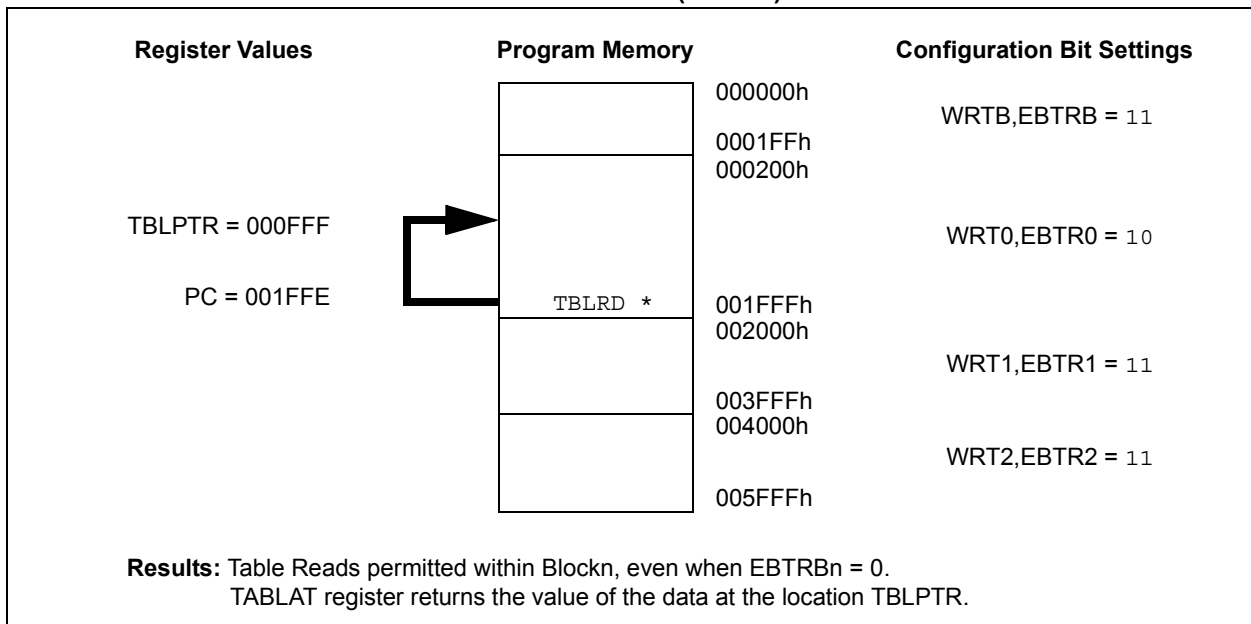 Register Values
Program Memory
Configuration Bit Settings
000000h
WRTB,EBTRB = 11
0001FFh
000200h
TBLPTR = 000FFF
WRT0,EBTR0 = 10
PC = 001FFE
TBLRD *
001FFFh
002000h
WRT1,EBTR1 = 11
003FFFh
004000h
WRT2,EBTR2 = 11
005FFFh
Results: Table Reads permitted within Blockn, even when EBTRBn = 0.
TABLAT register returns the value of the data at the location TBLPTR.